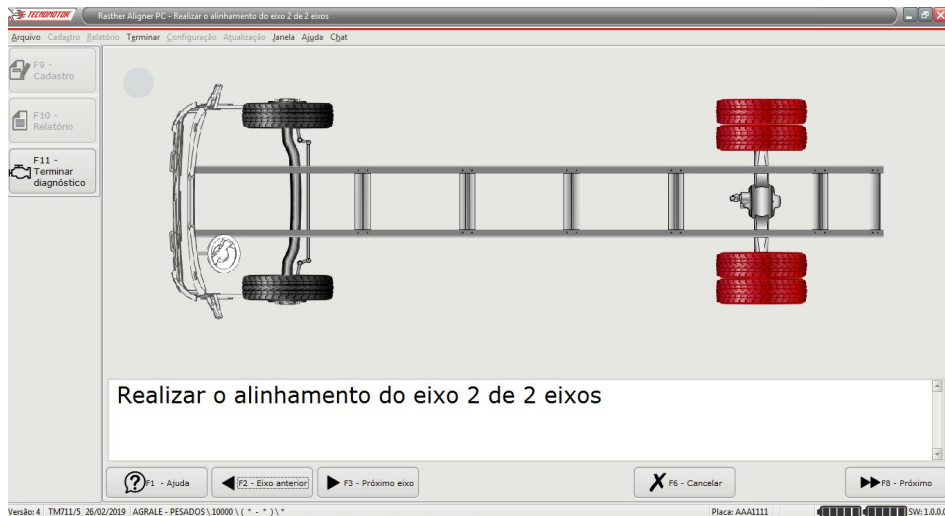 TECNOMOTOR
Rasther Aligner PC - Realizar o alinhamento do eixo 2 de 2 eixos
Arquivo Cadastro Relatório Terminar Configuração Atualização Janela Ajuda Chat
F9 -
Cadastro
F10 -
Relatório
F11 -
Terminar
diagnóstico
Realizar o alinhamento do eixo 2 de 2 eixos
F1 - Ajuda
F2 - Eixo anterior
F3 - Próximo eixo
F6 - Cancelar
F8 - Próximo
Versão: 4 TM711/5 26/02/2019 AGRALE - PESADOS \ 10000 \ ( * - * ) \ * Placa: AAA1111 SW: 1.0.0.0